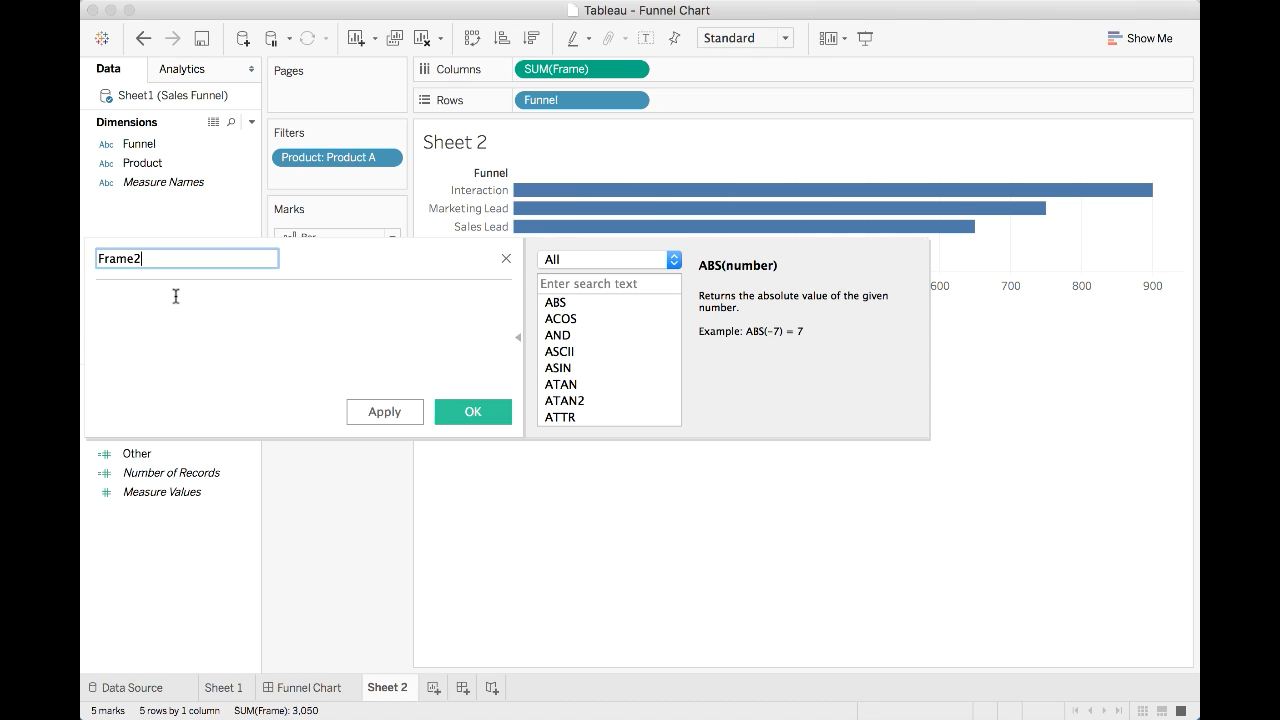 Tableau - Funnel Chart
Standard
Show Me
Data
Analytics
Pages
Columns
SUM(Frame)
Sheet1 (Sales Funnel)
Rows
Funnel
Dimensions
Filters
Abc Funnel
Product: Product A
Sheet 2
Abc Product
Funnel
Abc Measure Names
Interaction
Marks
Marketing Lead
Sales Lead
Frame2
All
ABS(number)
Enter search text
Returns the absolute value of the given
number.
ABS
ACOS
Example: ABS(-7) = 7
AND
ASCII
ASIN
ATAN
ATAN2
ATTR
Apply
OK
600 700 800 900
Other
Number of Records
Measure Values
Data Source
Sheet 1
Funnel Chart
Sheet 2
5 marks 5 rows by 1 column SUM(Frame): 3,050